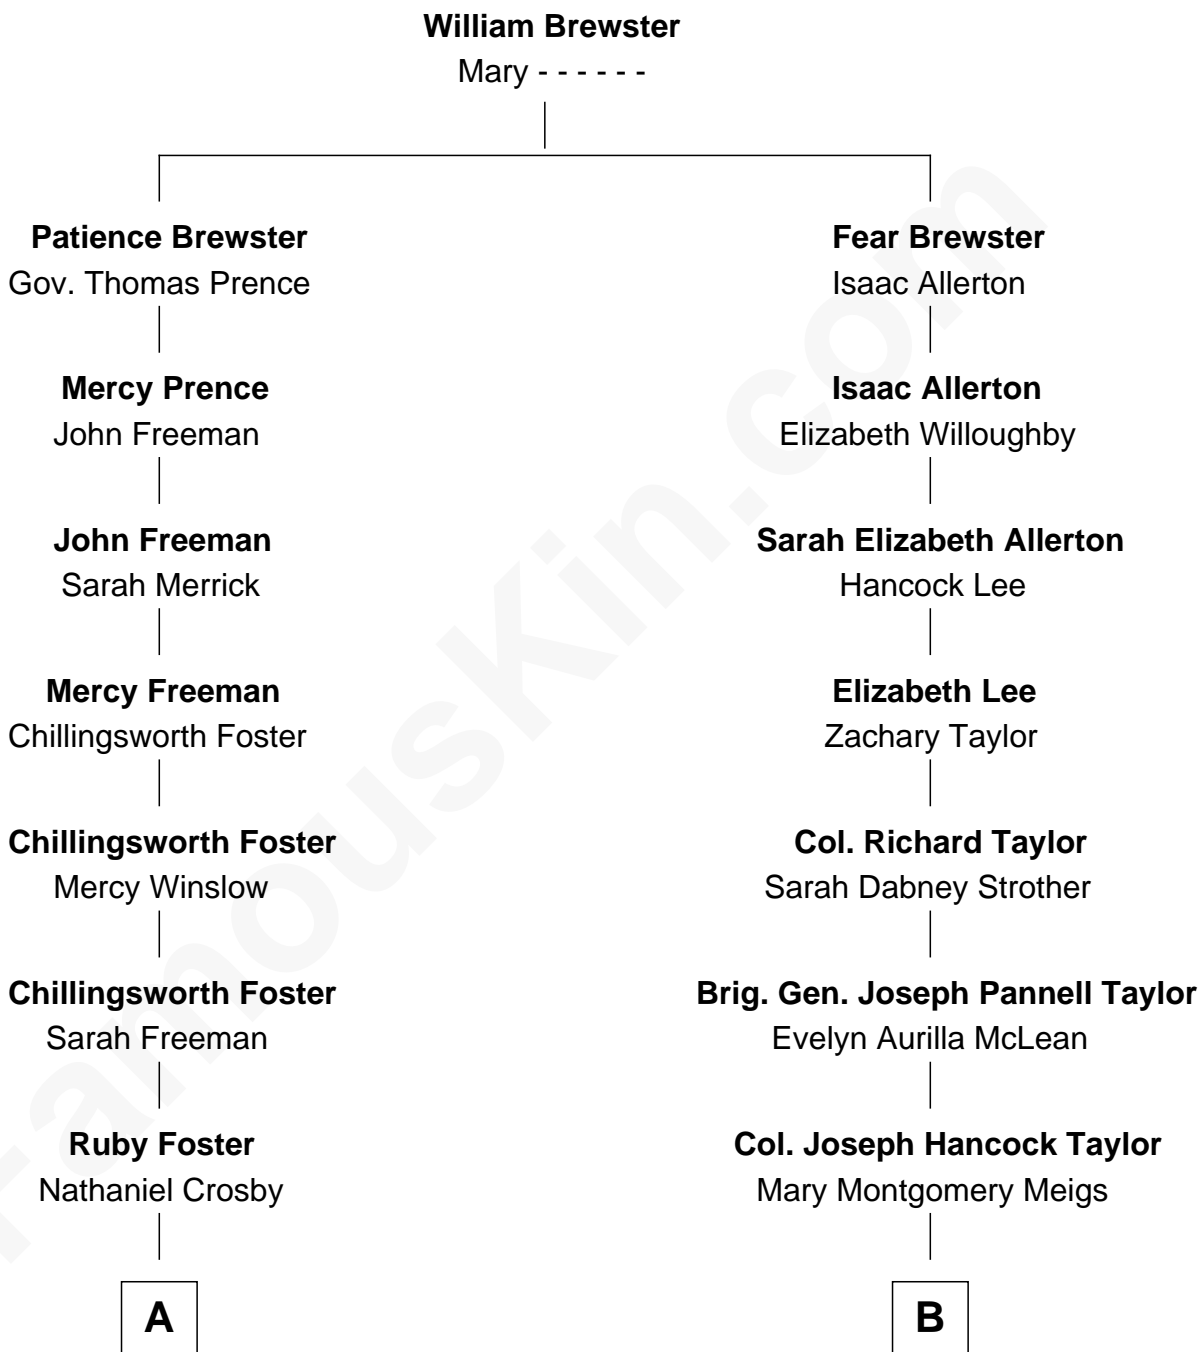 William Brewster
Mary - - - - - -
Patience Brewster
Gov. Thomas Prence
Fear Brewster
Isaac Allerton
Mercy Prence
John Freeman
Isaac Allerton
Elizabeth Willoughby
John Freeman
Sarah Merrick
Sarah Elizabeth Allerton
Hancock Lee
Mercy Freeman
Chillingsworth Foster
Elizabeth Lee
Zachary Taylor
Chillingsworth Foster
Mercy Winslow
Col. Richard Taylor
Sarah Dabney Strother
Chillingsworth Foster
Sarah Freeman
Brig. Gen. Joseph Pannell Taylor
Evelyn Aurilla McLean
Ruby Foster
Nathaniel Crosby
Col. Joseph Hancock Taylor
Mary Montgomery Meigs
A
B
FamousKin.com